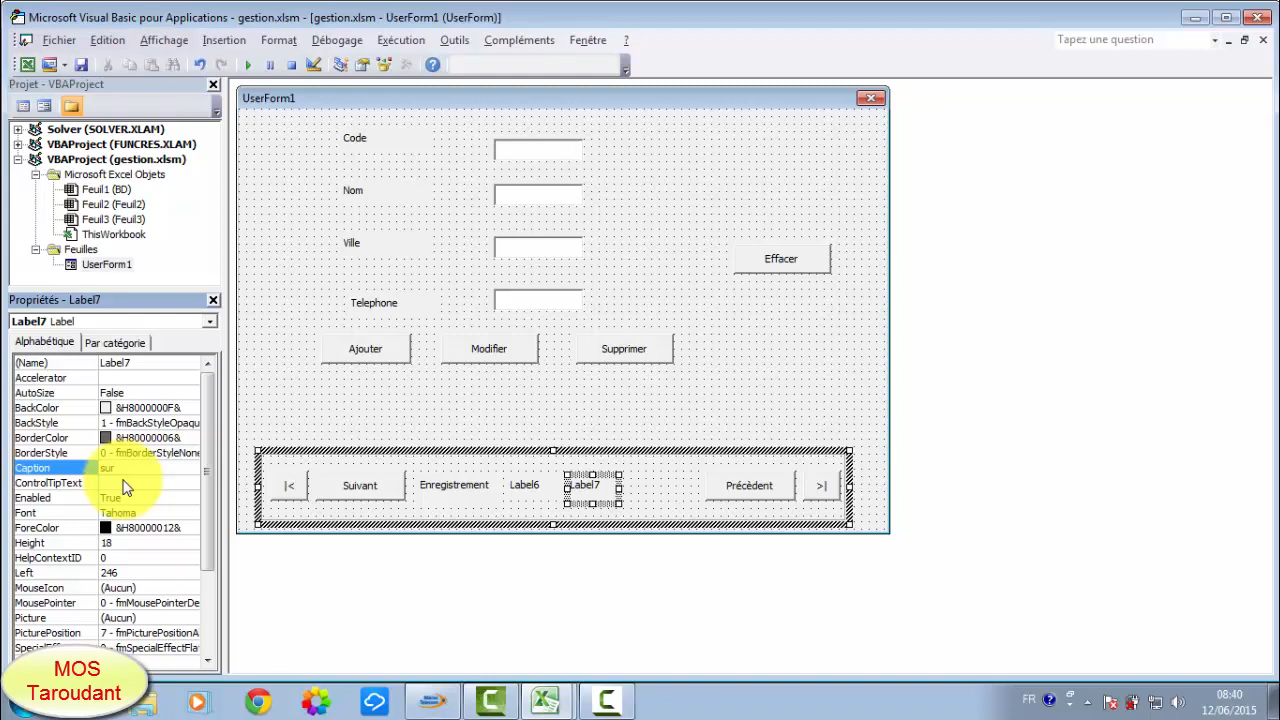 Microsoft Visual Basic pour Applications - gestion.xlsm - [gestion.xlsm - UserForm1 (UserForm)]
Fichier Edition Affichage Insertion Format Débogage Exécution Outils Compléments Fenêtre ?
Tapez une question
Projet - VBAProject
Solver (SOLVER.XLAM)
VBAProject (FUNCRES.XLAM)
VBAProject (gestion.xlsm)
Microsoft Excel Objets
Feuil1 (BD)
Feuil2 (Feuil2)
Feuil3 (Feuil3)
ThisWorkbook
Feuilles
UserForm1
Propriétés - Label7
Label7 Label
Alphabétique Par catégorie
(Name) Label7
Accelerator
AutoSize False
BackColor &H8000000F&
BackStyle 1 - fmBackStyleOpaqu
BorderColor &H80000006&
BorderStyle 0 - fmBorderStyleNone
Caption sur
ControlTipText
Enabled True
Font Tahoma
ForeColor &H80000012&
Height 18
HelpContextID 0
Left 246
MouseIcon (Aucun)
MousePointer 0 - fmMousePointerDe
Picture (Aucun)
PicturePosition 7 - fmPicturePositionA
SpecialEffect 0 - fmSpecialEffectFla
UserForm1
Code
Nom
Ville
Effacer
Telephone
Ajouter Modifier Supprimer
|< Suivant Enregistrement Label6 Label7 Précèdent >|
MOS
Taroudant
FR
08:40
12/06/2015